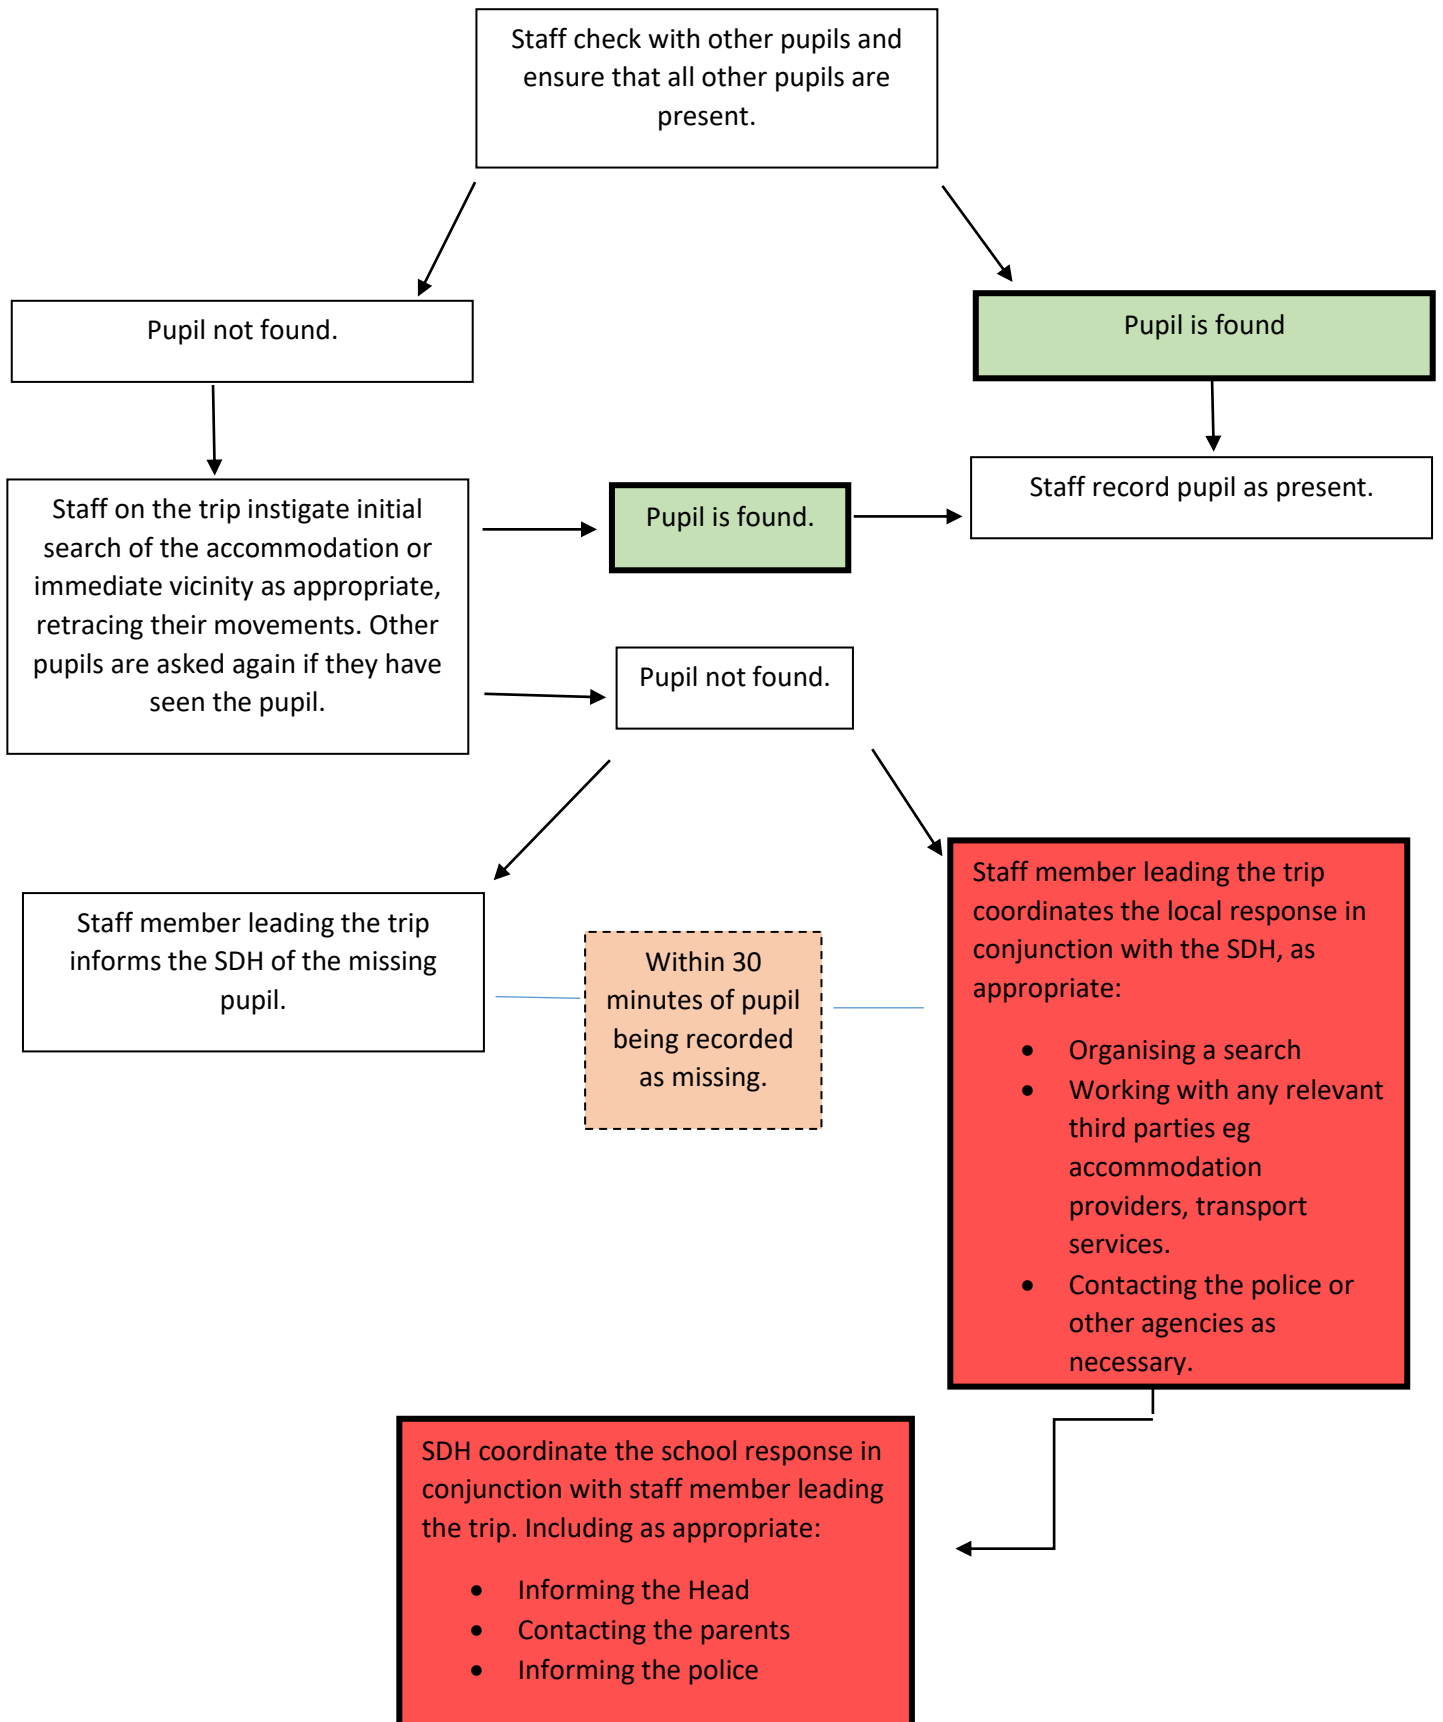 Staff check with other pupils and
ensure that all other pupils are
present.
Pupil not found.
Pupil is found
Staff record pupil as present.
Staff on the trip instigate initial
search of the accommodation or
immediate vicinity as appropriate,
retracing their movements. Other
pupils are asked again if they have
seen the pupil.
Pupil is found.
Pupil not found.
Staff member leading the trip
informs the SDH of the missing
pupil.
Within 30
minutes of pupil
being recorded
as missing.
Staff member leading the trip
coordinates the local response in
conjunction with the SDH, as
appropriate:
• Organising a search
• Working with any relevant
third parties eg
accommodation
providers, transport
services.
• Contacting the police or
other agencies as
necessary.
SDH coordinate the school response in
conjunction with staff member leading
the trip. Including as appropriate:
• Informing the Head
• Contacting the parents
• Informing the police